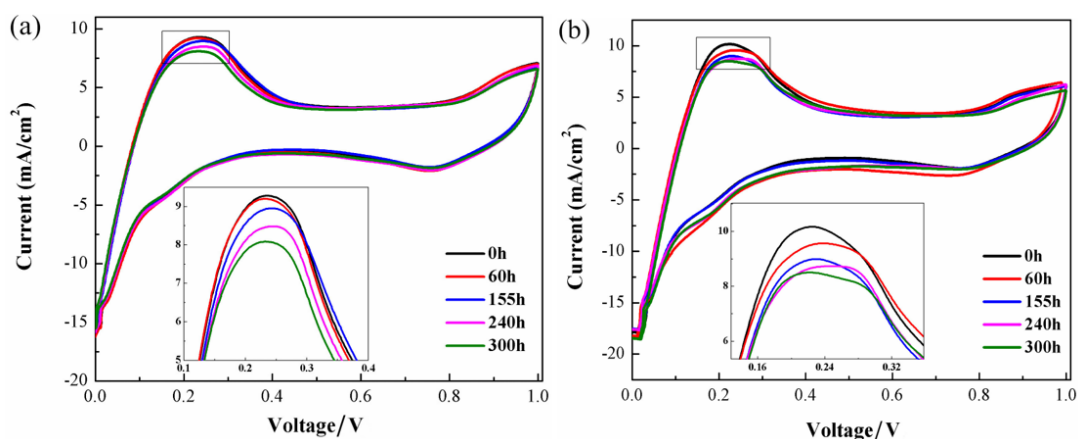 (a)
Current (mA/cm²)
10
5
0
-5
-10
-15
-20
0.0 0.2 0.4 0.6 0.8 1.0
Voltage/ V
0h
60h
155h
240h
300h
9
8
7
6
5
0.1 0.2 0.3 0.4
(b)
Current (mA/cm²)
10
5
0
-5
-10
-15
-20
0.0 0.2 0.4 0.6 0.8 1.0
Voltage/ V
0h
60h
155h
240h
300h
10
8
6
0.16 0.24 0.32